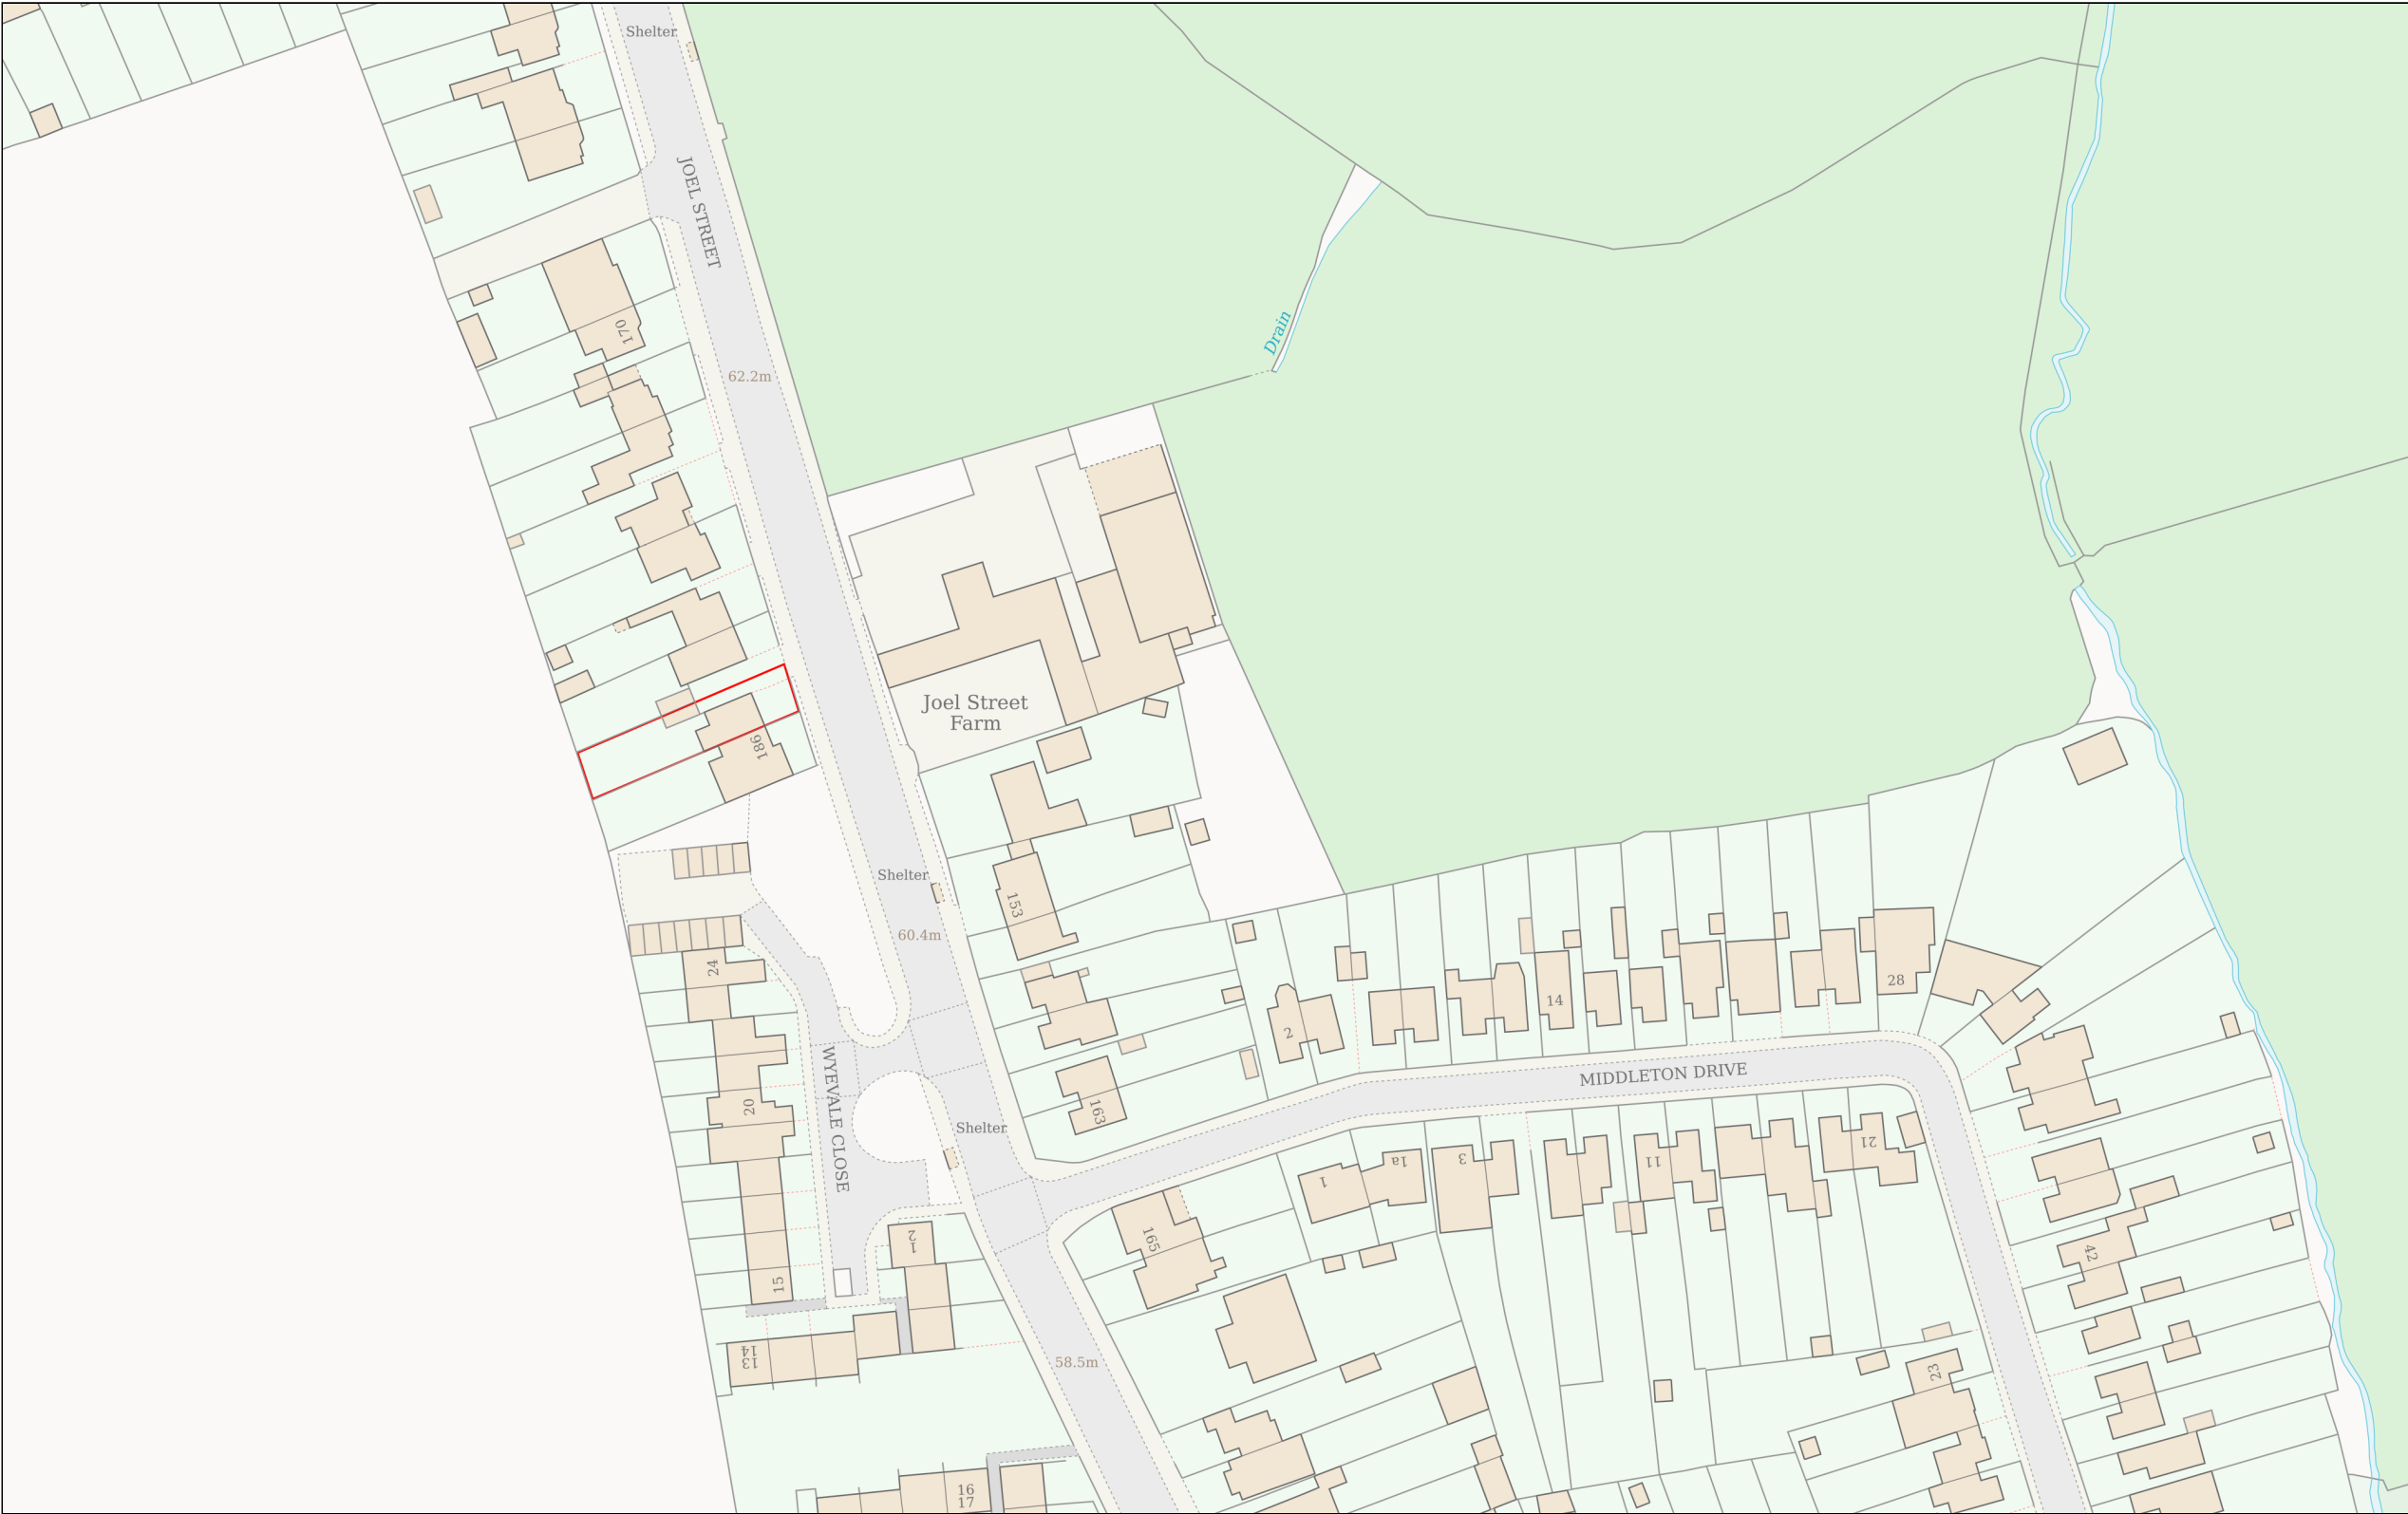 Shelter
JOEL STREET
170
62.2m
Drain
Joel Street
Farm
186
Shelter
153
60.4m
24
14
28
2
WYEVALE CLOSE
MIDDLETON DRIVE
20
163
Shelter
21
11
3
1a
1
165
1
2
42
15
14
13
58.5m
23
16
17